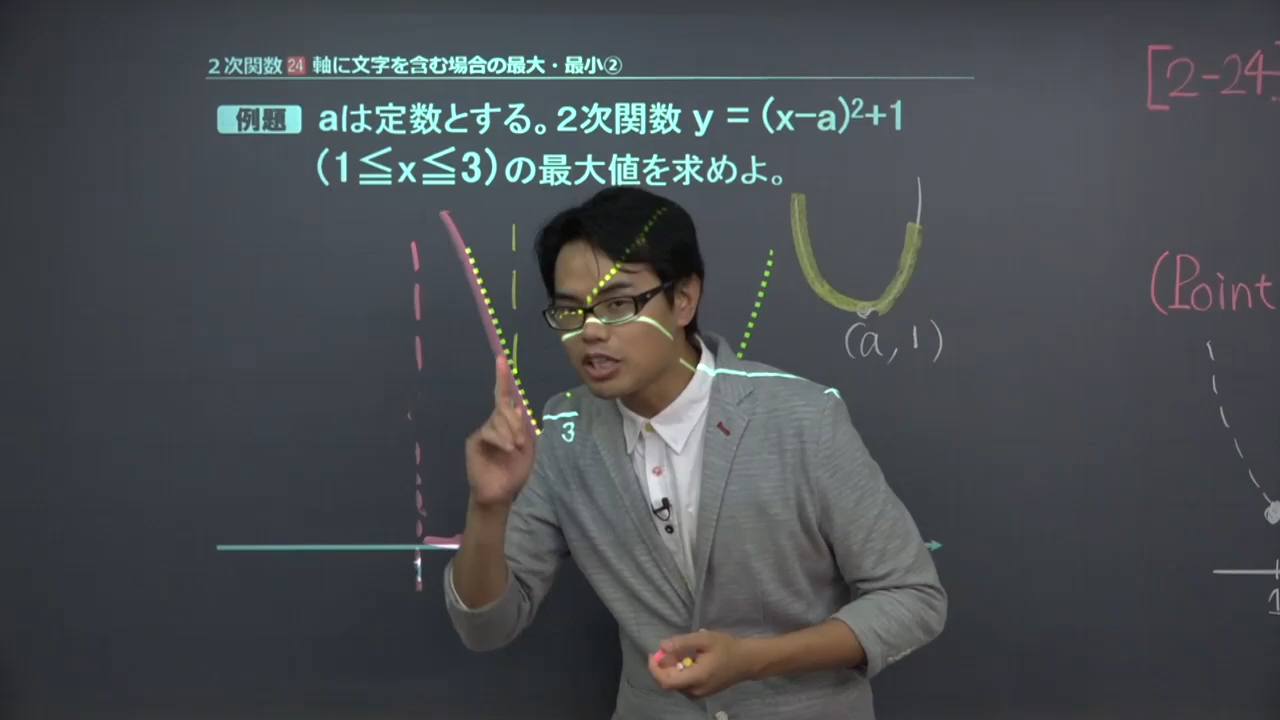 2次関数 24 軸に文字を含む場合の最大・最小②
例題 aは定数とする。2次関数 y = (x−a)²+1
(1≦x≦3)の最大値を求めよ。
[2-24]
(a, 1)
(Point
3
1
1